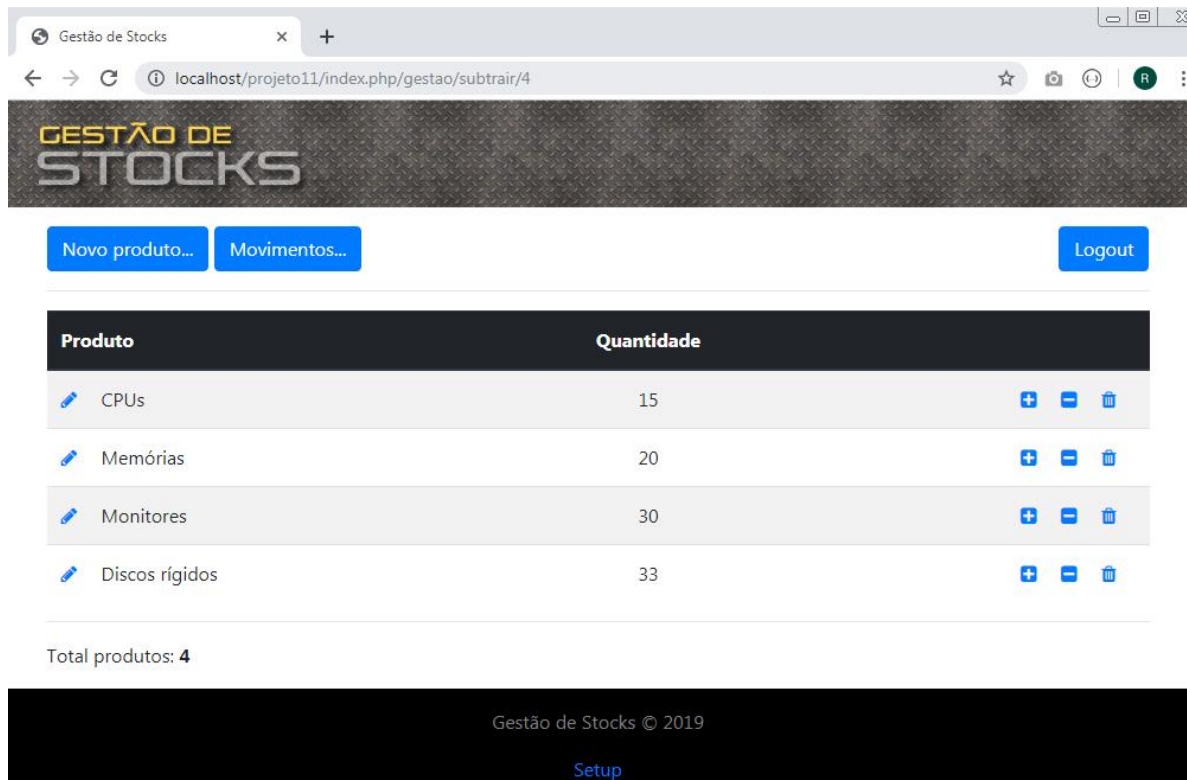 Gestão de Stocks
localhost/projeto11/index.php/gestao/subtrair/4
R
GESTÃO DE
STOCKS
Novo produto... Movimentos... Logout
Produto Quantidade
CPUs 15
Memórias 20
Monitores 30
Discos rígidos 33
Total produtos: 4
Gestão de Stocks © 2019
Setup